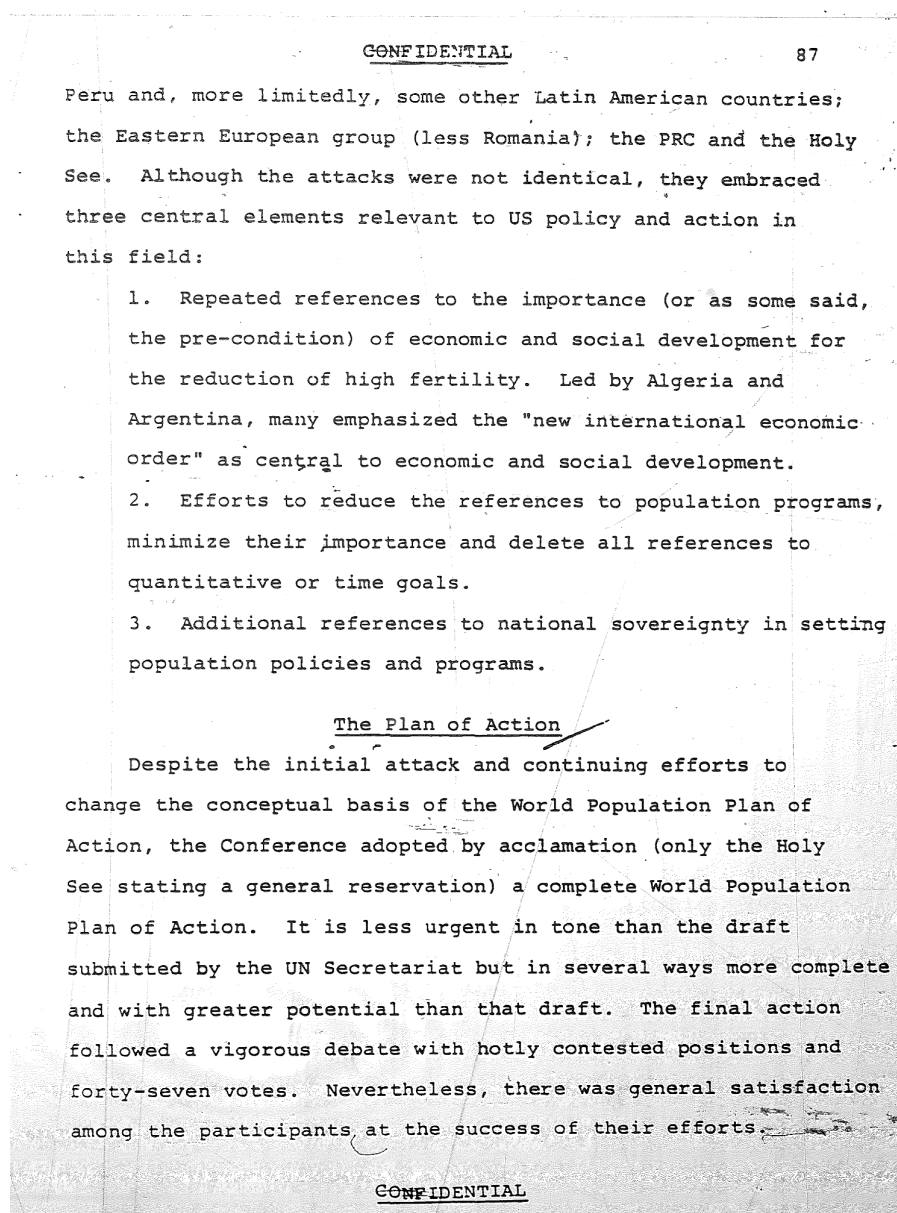 CONFIDENTIAL 87
Peru and, more limitedly, some other Latin American countries;
the Eastern European group (less Romania); the PRC and the Holy
See. Although the attacks were not identical, they embraced
three central elements relevant to US policy and action in
this field:
1. Repeated references to the importance (or as some said,
the pre-condition) of economic and social development for
the reduction of high fertility. Led by Algeria and
Argentina, many emphasized the "new international economic
order" as central to economic and social development.
2. Efforts to reduce the references to population programs,
minimize their importance and delete all references to
quantitative or time goals.
3. Additional references to national sovereignty in setting
population policies and programs.
The Plan of Action
Despite the initial attack and continuing efforts to
change the conceptual basis of the World Population Plan of
Action, the Conference adopted by acclamation (only the Holy
See stating a general reservation) a complete World Population
Plan of Action. It is less urgent in tone than the draft
submitted by the UN Secretariat but in several ways more complete
and with greater potential than that draft. The final action
followed a vigorous debate with hotly contested positions and
forty-seven votes. Nevertheless, there was general satisfaction
among the participants at the success of their efforts.
CONFIDENTIAL